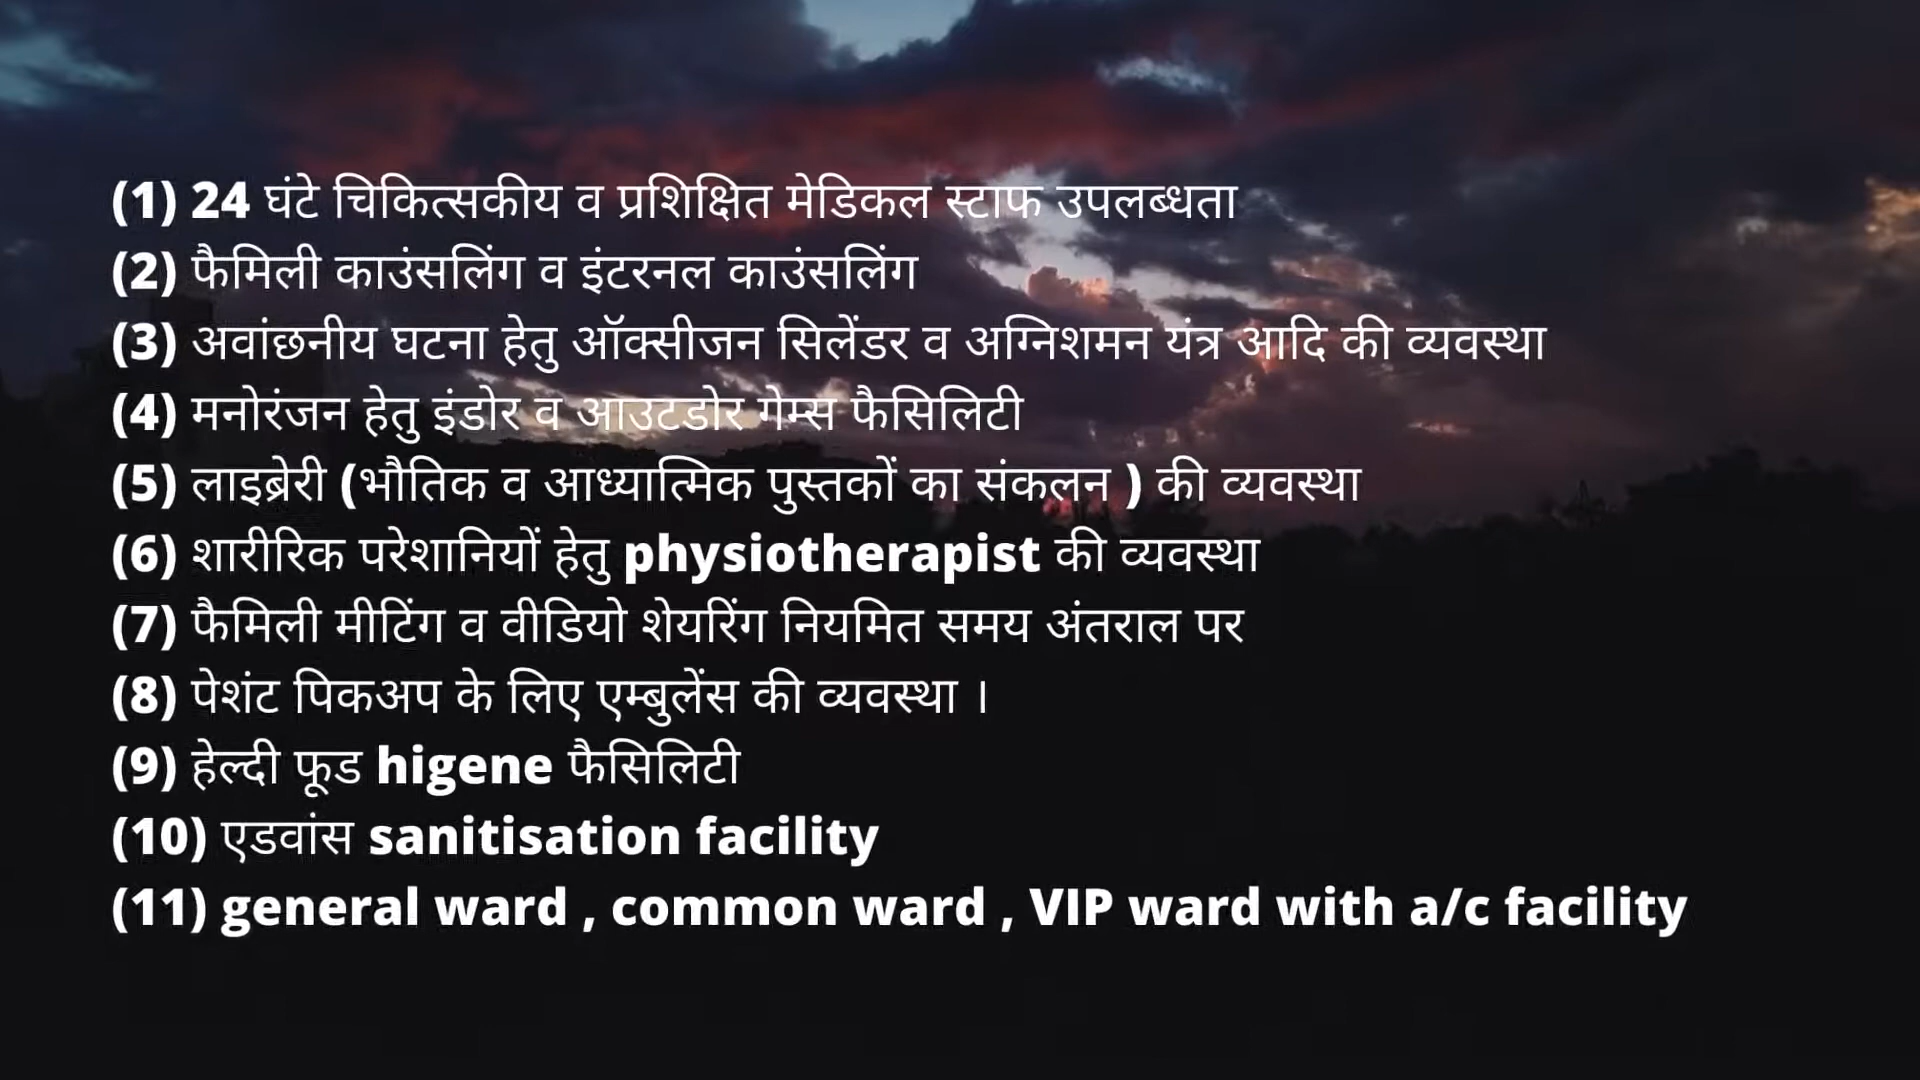 (1) 24 घंटे चिकित्सकीय व प्रशिक्षित मेडिकल स्टाफ उपलब्धता
(2) फैमिली काउंसलिंग व इंटरनल काउंसलिंग
(3) अवांछनीय घटना हेतु ऑक्सीजन सिलेंडर व अग्निशमन यंत्र आदि की व्यवस्था
(4) मनोरंजन हेतु इंडोर व आउटडोर गेम्स फैसिलिटी
(5) लाइब्रेरी (भौतिक व आध्यात्मिक पुस्तकों का संकलन ) की व्यवस्था
(6) शारीरिक परेशानियों हेतु physiotherapist की व्यवस्था
(7) फैमिली मीटिंग व वीडियो शेयरिंग नियमित समय अंतराल पर
(8) पेशंट पिकअप के लिए एम्बुलेंस की व्यवस्था ।
(9) हेल्दी फूड higene फैसिलिटी
(10) एडवांस sanitisation facility
(11) general ward , common ward , VIP ward with a/c facility